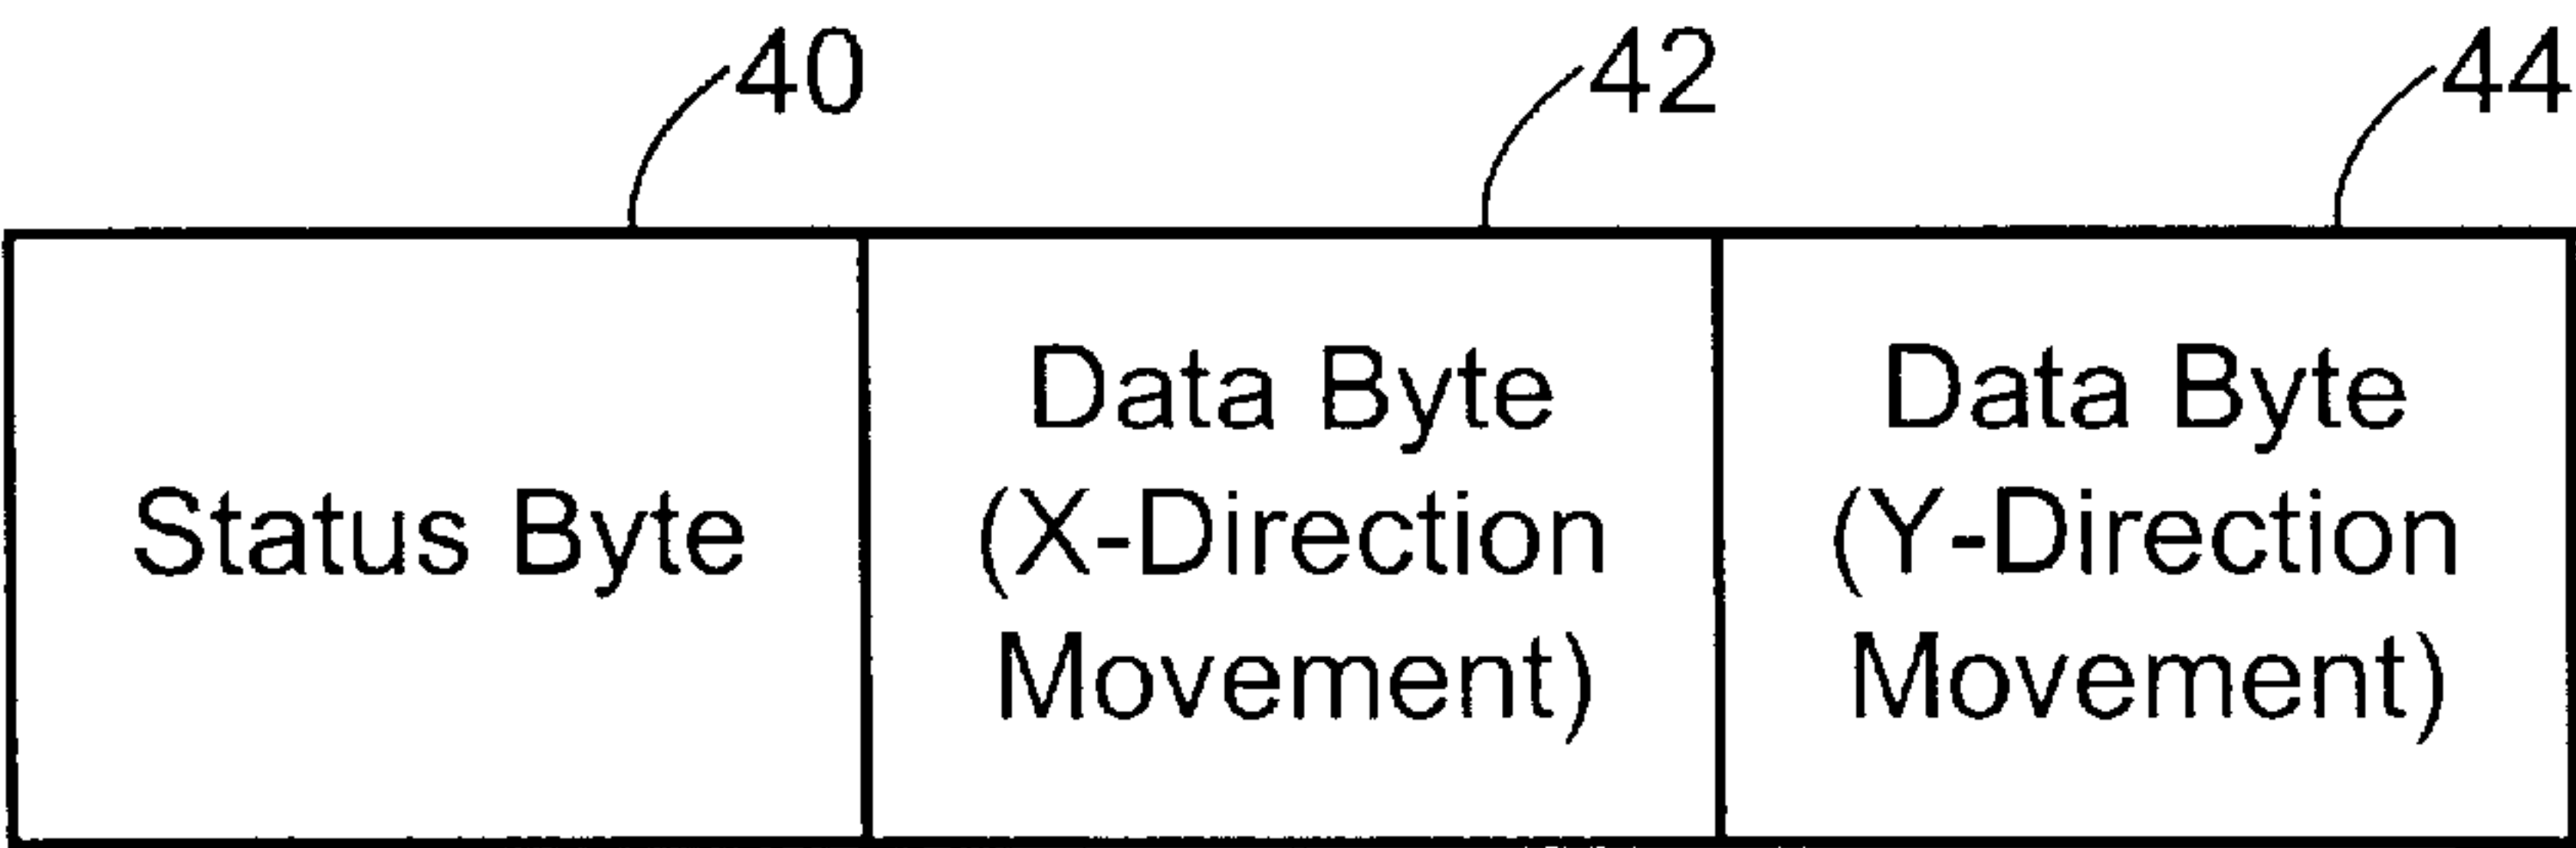 40
42
44
Status Byte
Data Byte
(X-Direction
Movement)
Data Byte
(Y-Direction
Movement)